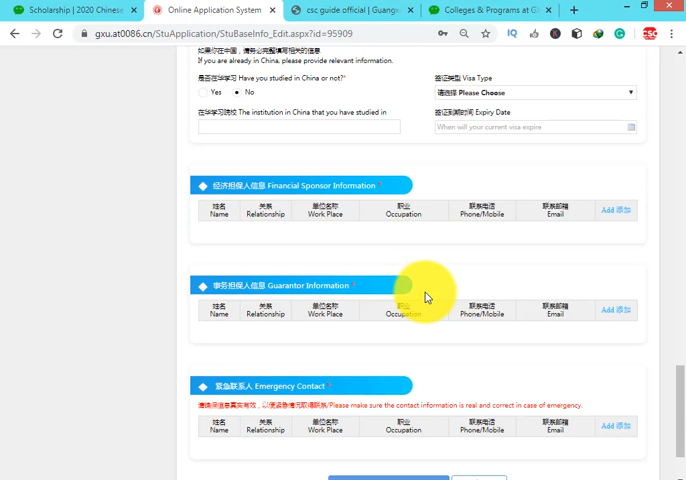 Scholarship | 2020 Chinese
Online Application System
csc guide official | Guangx
Colleges & Programs at G
gxu.at0086.cn/StuApplication/StuBaseInfo_Edit.aspx?id=95909
如果你在中国，请务必完整填写相关的信息
If you are already in China, please provide relevant information.
是否在华学习 Have you studied in China or not?*
签证类型 Visa Type
Yes No
请选择 Please Choose
在华学习院校 The institution in China that you have studied in
签证到期时间 Expiry Date
When will your current visa expire
经济担保人信息 Financial Sponsor Information *
姓名 关系 单位名称 职业 联系电话 联系邮箱
Name Relationship Work Place Occupation Phone/Mobile Email Add 添加
事务担保人信息 Guarantor Information *
姓名 关系 单位名称 职业 联系电话 联系邮箱
Name Relationship Work Place Occupation Phone/Mobile Email Add 添加
紧急联系人 Emergency Contact *
请确保信息真实有效，以便紧急情况取得联系/Please make sure the contact information is real and correct in case of emergency.
姓名 关系 单位名称 职业 联系电话 联系邮箱
Name Relationship Work Place Occupation Phone/Mobile Email Add 添加